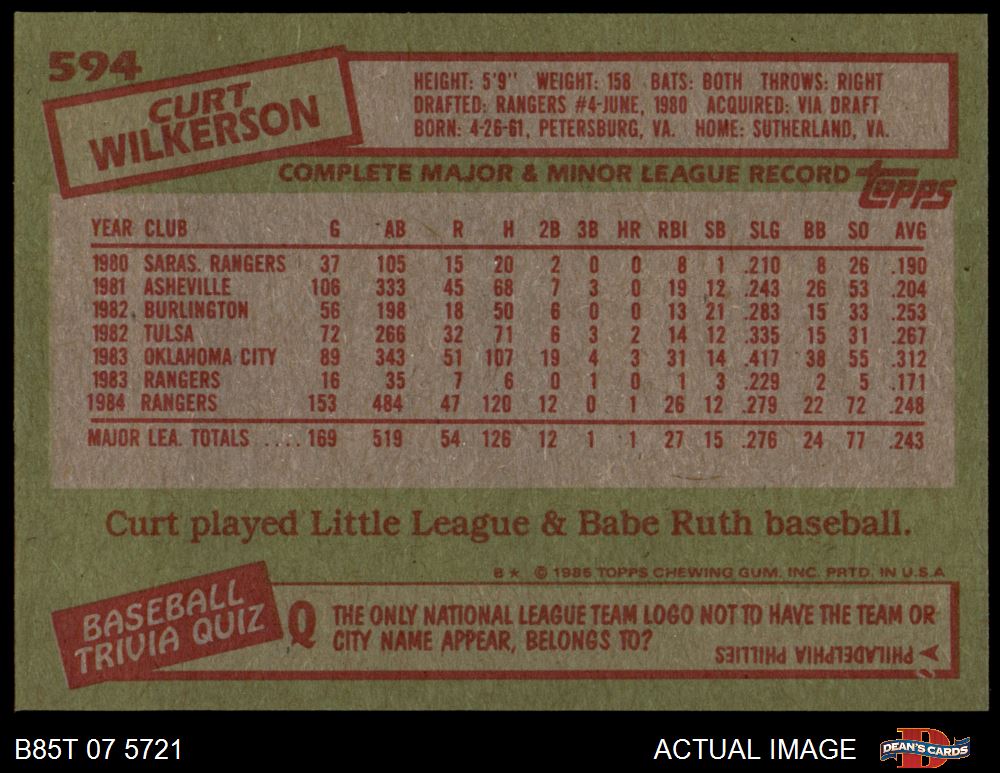 594
CURT
WILKERSON
HEIGHT: 5'9" WEIGHT: 158 BATS: BOTH THROWS: RIGHT
DRAFTED: RANGERS #4-JUNE, 1980 ACQUIRED: VIA DRAFT
BORN: 4-26-61, PETERSBURG, VA. HOME: SUTHERLAND, VA.
COMPLETE MAJOR & MINOR LEAGUE RECORD topps
YEAR CLUB G AB R H 2B 3B HR RBI SB SLG BB SO AVG
1980 SARAS. RANGERS 37 105 15 20 2 0 0 8 1 .210 8 26 .190
1981 ASHEVILLE 106 333 45 68 7 3 0 19 12 .243 26 53 .204
1982 BURLINGTON 56 198 18 50 6 0 0 13 21 .283 15 33 .253
1982 TULSA 72 266 32 71 6 3 2 14 12 .335 15 31 .267
1983 OKLAHOMA CITY 89 343 51 107 19 4 3 31 14 .417 38 55 .312
1983 RANGERS 16 35 7 6 0 1 0 1 3 .229 2 5 .171
1984 RANGERS 153 484 47 120 12 0 1 26 12 .279 22 72 .248
MAJOR LEA. TOTALS .... 169 519 54 126 12 1 1 27 15 .276 24 77 .243
Curt played Little League & Babe Ruth baseball.
B* © 1985 TOPPS CHEWING GUM, INC. PRTD. IN U.S.A.
BASEBALL
TRIVIA QUIZ
Q THE ONLY NATIONAL LEAGUE TEAM LOGO NOT TO HAVE THE TEAM OR
CITY NAME APPEAR, BELONGS TO?
A PHILADELPHIA PHILLIES
B85T 07 5721 ACTUAL IMAGE D DEAN'S CARDS